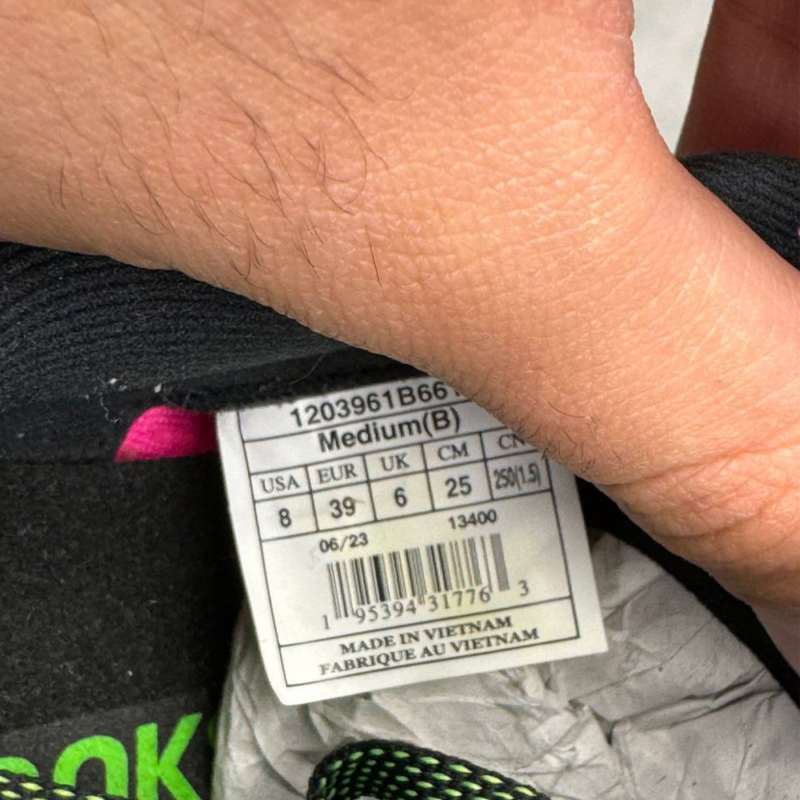 1203961B66
Medium(B)
USA EUR UK CM CN
8 39 6 25 250(1.5)
06/23 13400
1 95394 31776 3
MADE IN VIETNAM
FABRIQUE AU VIETNAM
OK